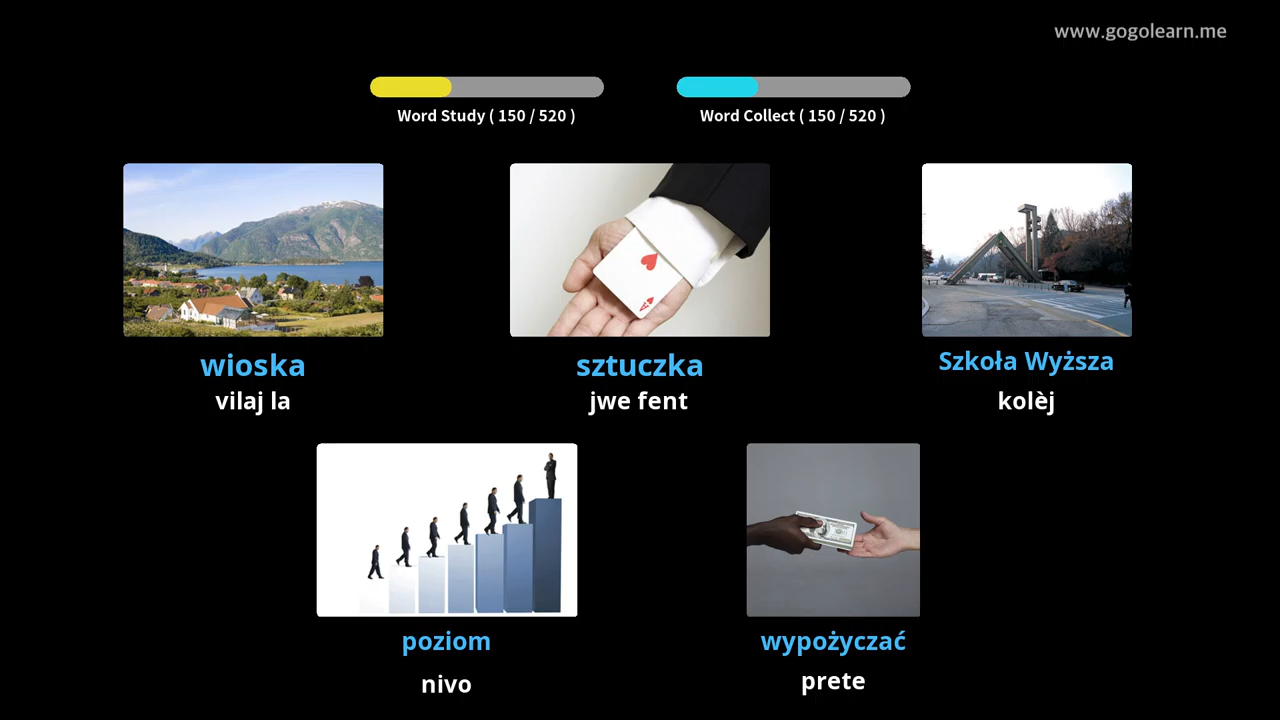 www.gogolearn.me
Word Study ( 150 / 520 )
Word Collect ( 150 / 520 )
wioska
vilaj la
sztuczka
jwe fent
Szkoła Wyższa
kolèj
poziom
nivo
wypożyczać
prete